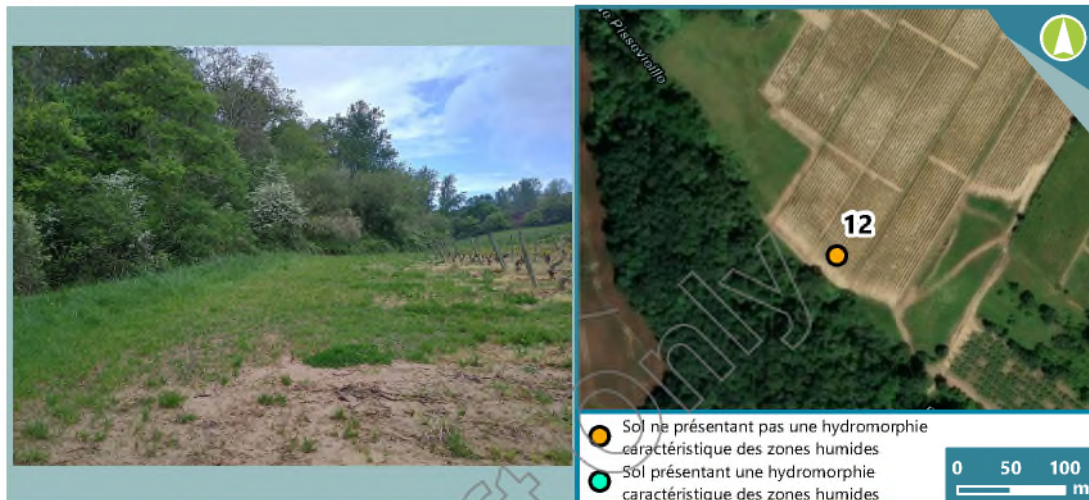 12
Sol ne présentant pas une hydromorphie
caractéristique des zones humides
Sol présentant une hydromorphie
caractéristique des zones humides
0 50 100
m
Only